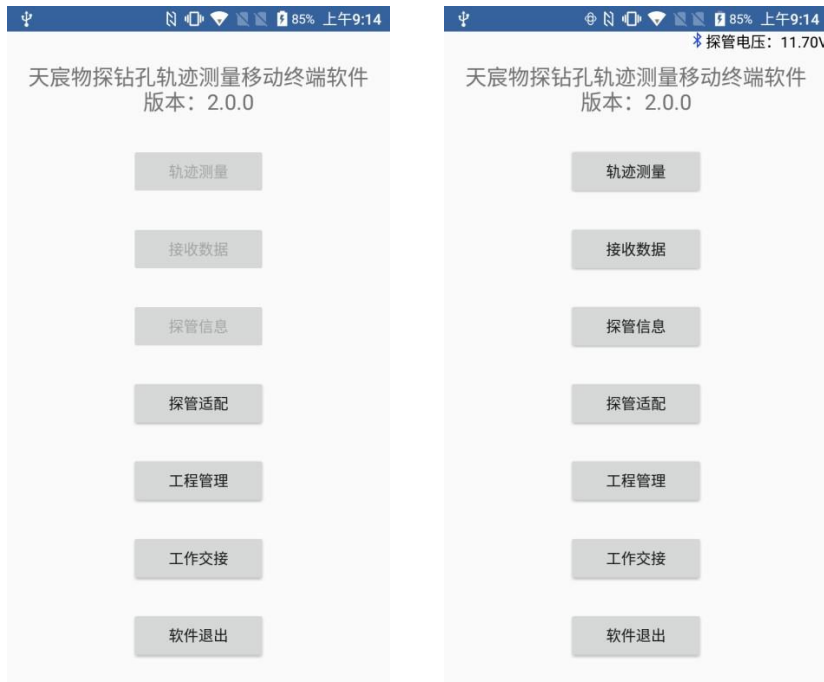 85% 上午9:14
天宸物探钻孔轨迹测量移动终端软件
版本：2.0.0
轨迹测量
接收数据
探管信息
探管适配
工程管理
工作交接
软件退出
85% 上午9:14
探管电压：11.70V
天宸物探钻孔轨迹测量移动终端软件
版本：2.0.0
轨迹测量
接收数据
探管信息
探管适配
工程管理
工作交接
软件退出